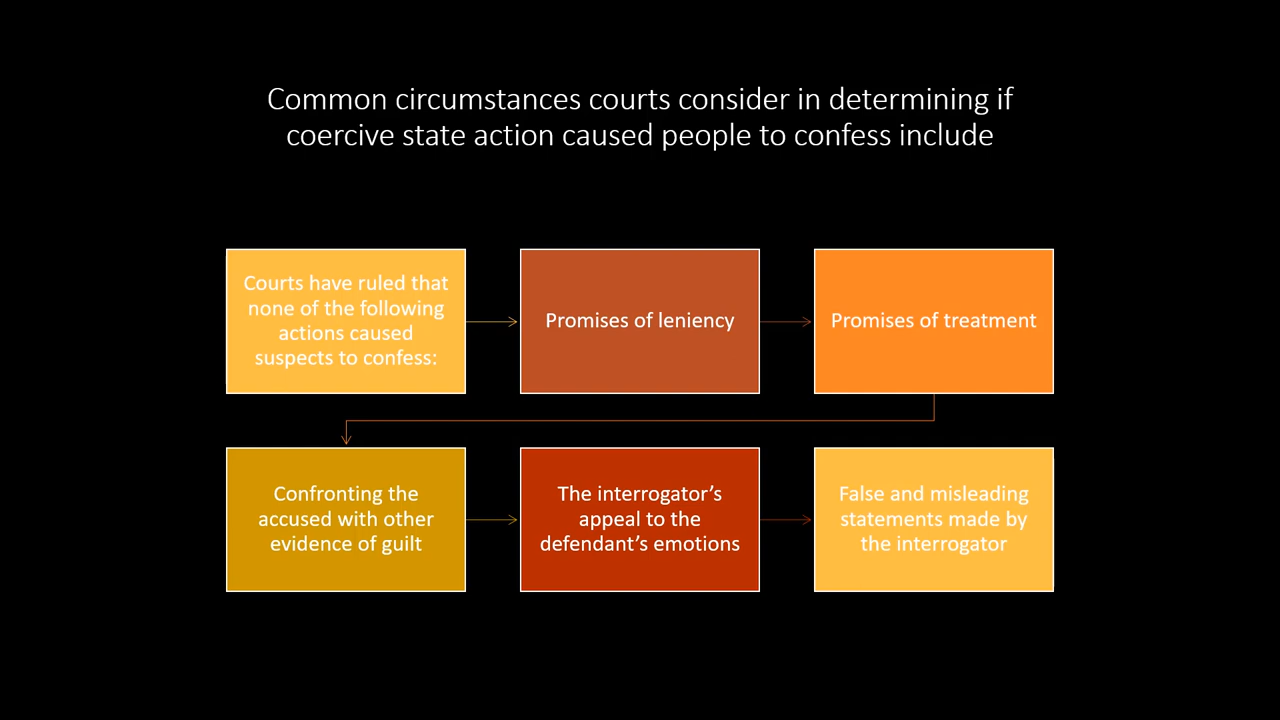 Common circumstances courts consider in determining if
coercive state action caused people to confess include
Courts have ruled that
none of the following
actions caused
suspects to confess:
Promises of leniency
Promises of treatment
Confronting the
accused with other
evidence of guilt
The interrogator’s
appeal to the
defendant’s emotions
False and misleading
statements made by
the interrogator